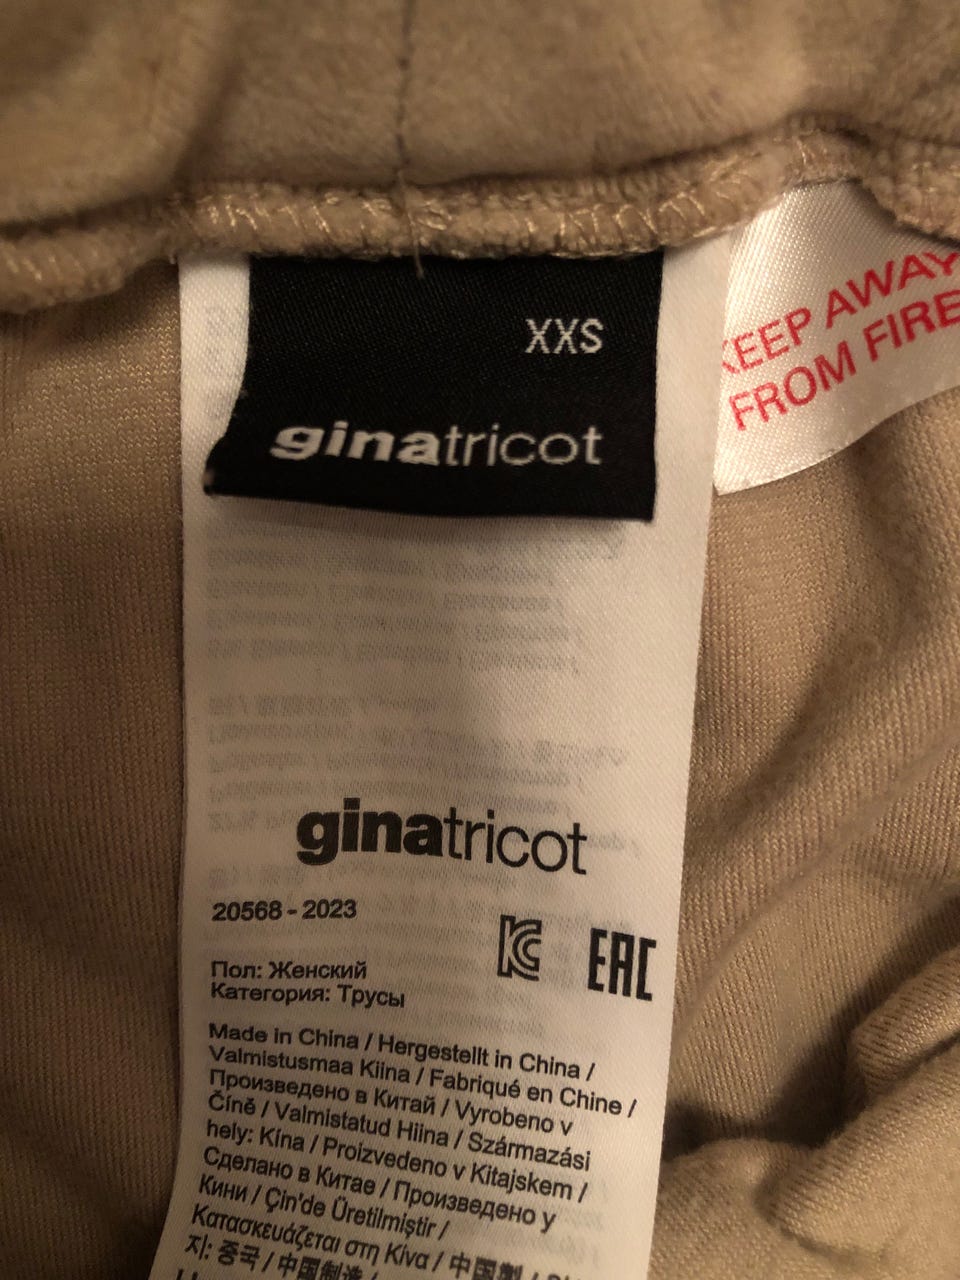 XXS
ginatricot
KEEP AWAY
FROM FIRE
ginatricot
20568 - 2023
EAC
Пол: Женский
Категория: Трусы
Made in China / Hergestellt in China /
Valmistusmaa Kiina / Fabriqué en Chine /
Произведено в Китай / Vyrobeno v
Číně / Valmistatud Hiina / Származási
hely: Kína / Proizvedeno v Kitajskem /
Сделано в Китае / Произведено у
Кини / Çin'de Üretilmiştir /
Κατασκευάζεται στη Κίνα / 中国製 /
지: 중국 / 中国制造 /